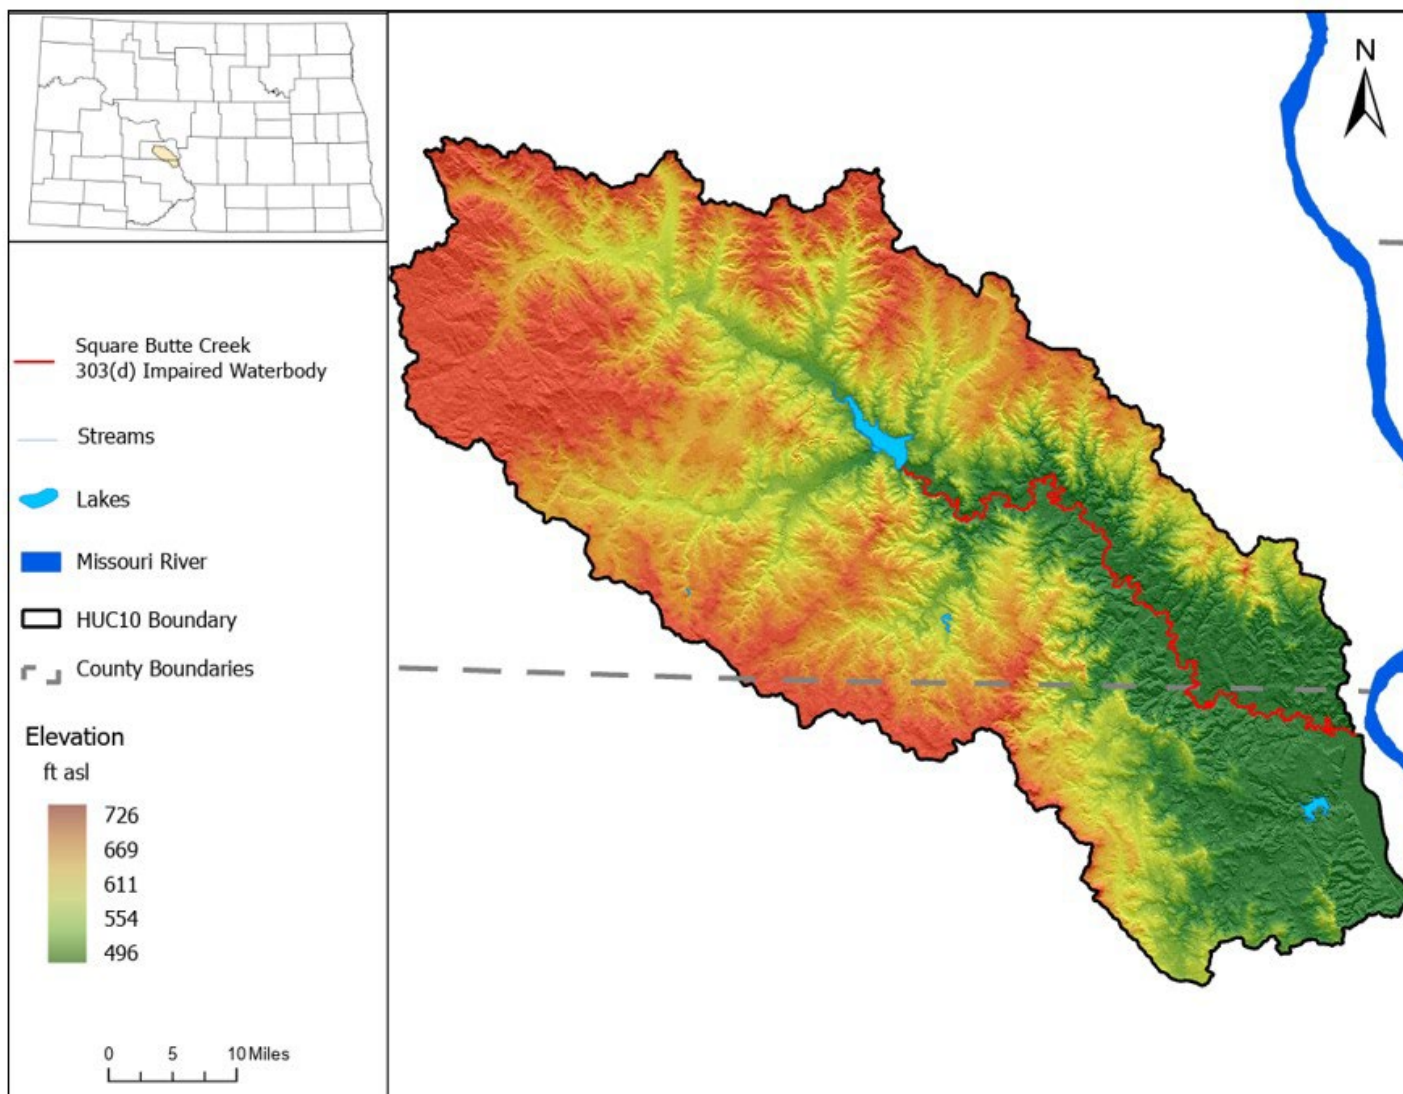 N
Square Butte Creek
303(d) Impaired Waterbody
Streams
Lakes
Missouri River
HUC10 Boundary
County Boundaries
Elevation
ft asl
726
669
611
554
496
0 5 10 Miles